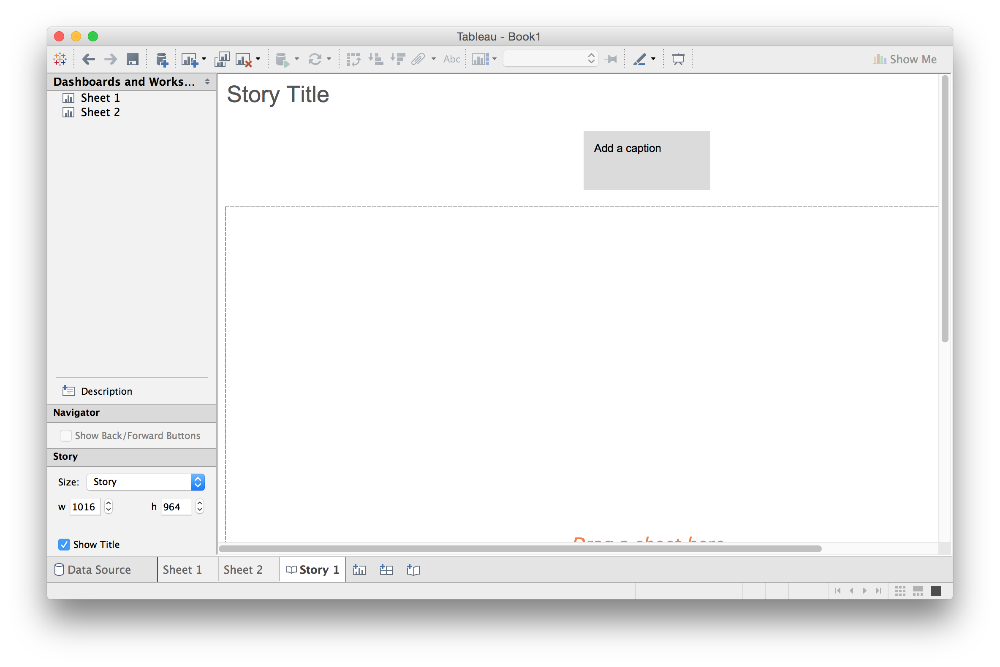 Tableau - Book1
Abc
Show Me
Dashboards and Works...
Sheet 1
Sheet 2
Story Title
Add a caption
Description
Navigator
Show Back/Forward Buttons
Story
Size: Story
w 1016 h 964
Drag a sheet here
Show Title
Data Source Sheet 1 Sheet 2 Story 1